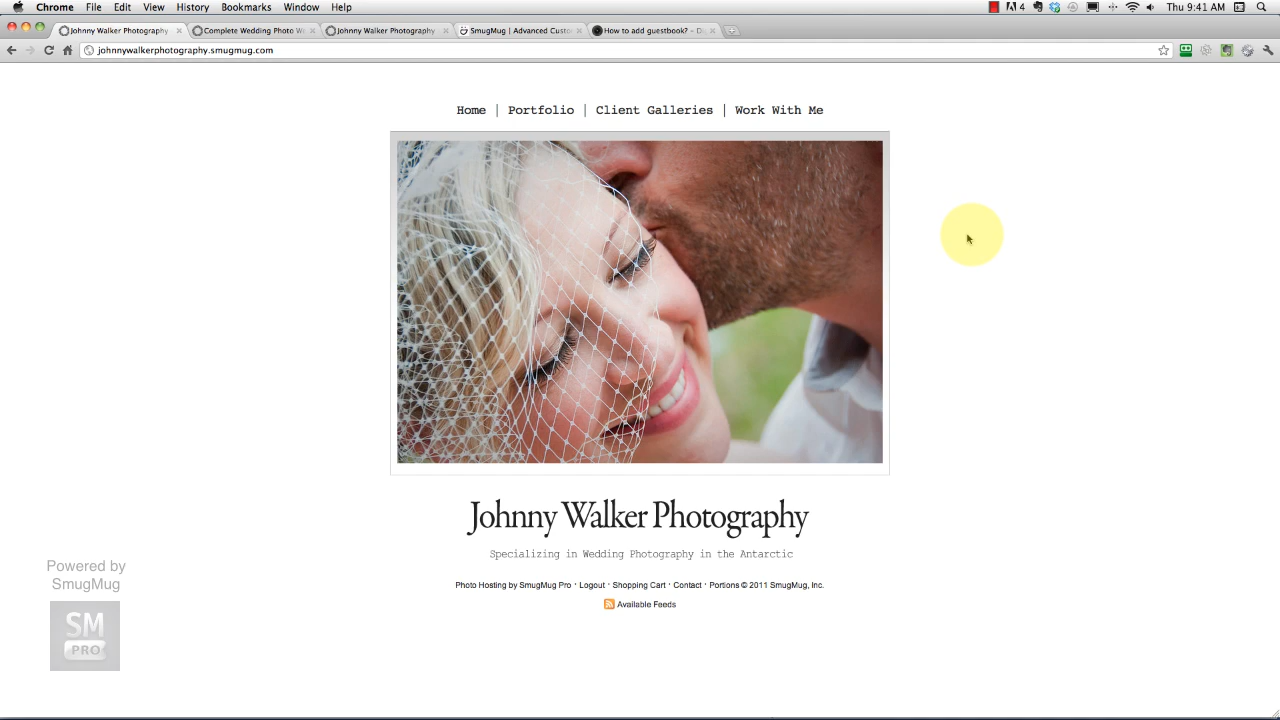 Chrome File Edit View History Bookmarks Window Help
4 Thu 9:41 AM
Johnny Walker Photography
Complete Wedding Photo W
Johnny Walker Photography
SmugMug | Advanced Custo
How to add guestbook? - D
johnnywalkerphotography.smugmug.com
Home | Portfolio | Client Galleries | Work With Me
Johnny Walker Photography
Specializing in Wedding Photography in the Antarctic
Photo Hosting by SmugMug Pro · Logout · Shopping Cart · Contact · Portions © 2011 SmugMug, Inc.
Available Feeds
Powered by
SmugMug
SM
PRO